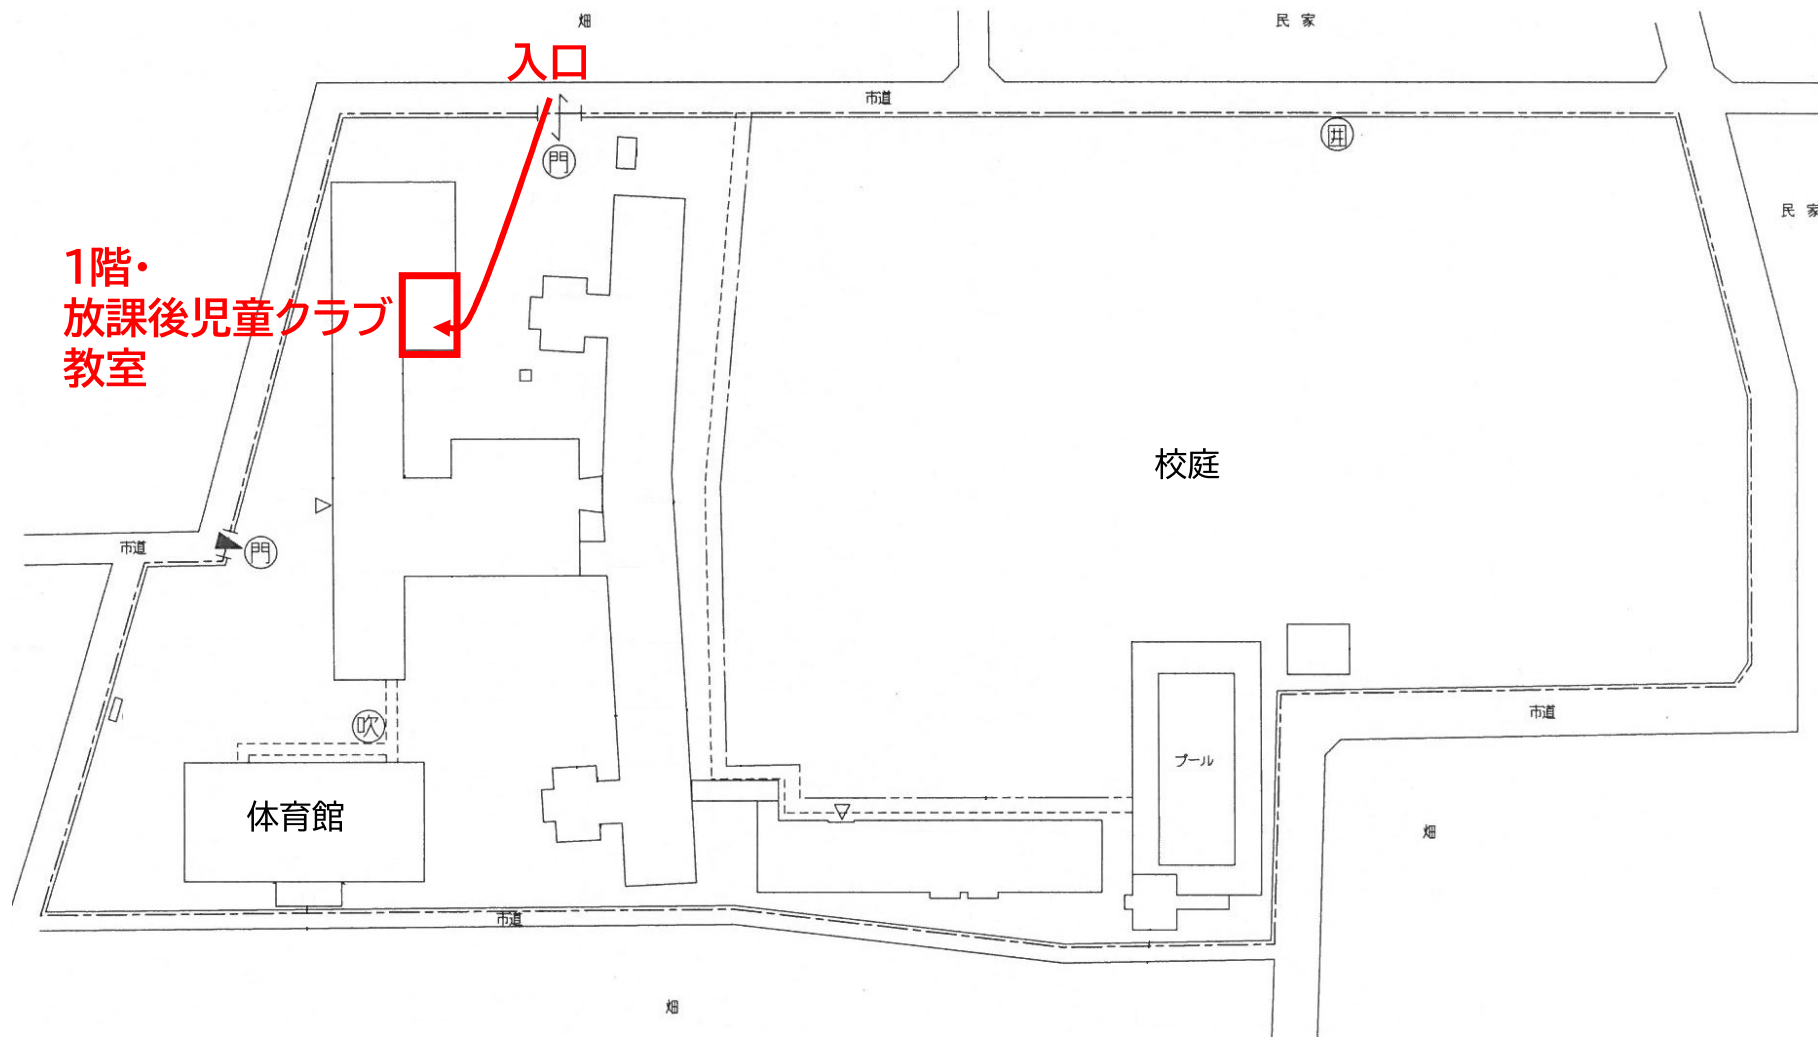 畑
民家
入口
市道
門
囲
民家
1階・
放課後児童クラブ
教室
校庭
市道
門
市道
吹
プール
体育館
畑
市道
畑